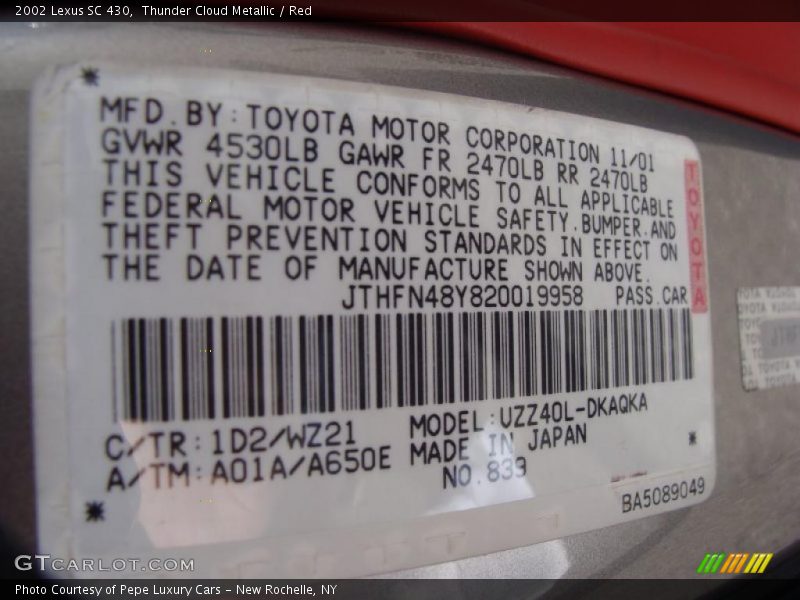 2002 Lexus SC 430, Thunder Cloud Metallic / Red
MFD.BY:TOYOTA MOTOR CORPORATION 11/01
GVWR 4530LB GAWR FR 2470LB RR 2470LB
THIS VEHICLE CONFORMS TO ALL APPLICABLE
FEDERAL MOTOR VEHICLE SAFETY.BUMPER.AND
THEFT PREVENTION STANDARDS IN EFFECT ON
THE DATE OF MANUFACTURE SHOWN ABOVE.
JTHFN48Y820019958 PASS.CAR
TOYOTA
C/TR:1D2/WZ21 MODEL:UZZ40L-DKAQKA
A/TM:A01A/A650E MADE IN JAPAN
NO.833
BA5089049
GTCARLOT.COM
Photo Courtesy of Pepe Luxury Cars - New Rochelle, NY